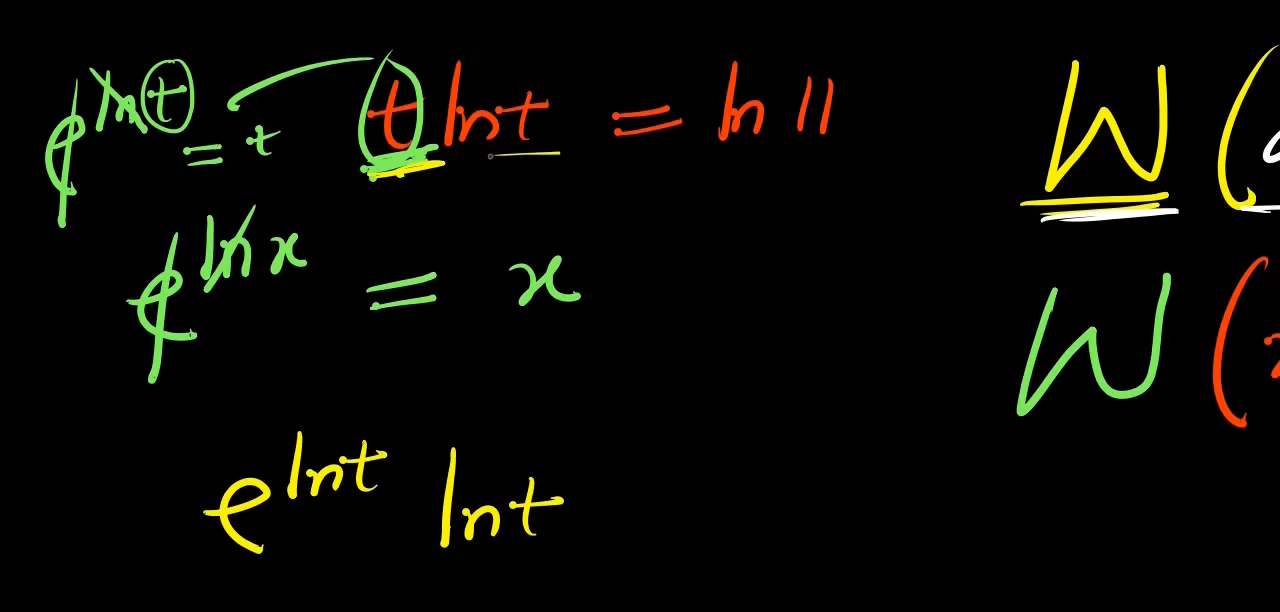 e^{ln t} = t
t ln t = ln 11
W(
e^{ln x} = x
W(
e^{ln t} ln t